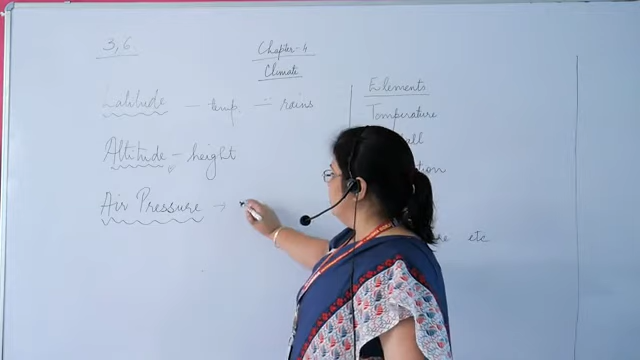 3,6.
Chapter-4
Climate
Latitude — temp. — rains
Altitude — height
Air Pressure →
Elements
Temperature
etc